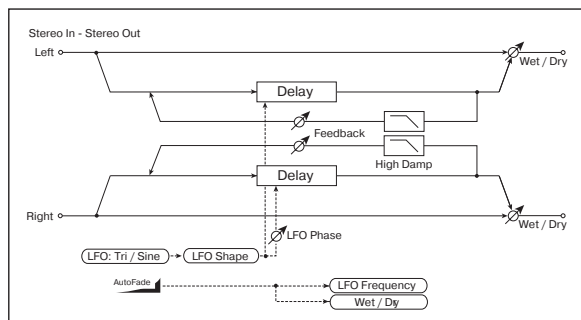 Stereo In - Stereo Out
Left
Wet / Dry
Delay
Feedback
High Damp
Delay
Right
Wet / Dry
LFO Phase
LFO: Tri / Sine
LFO Shape
AutoFade
LFO Frequency
Wet / Dry